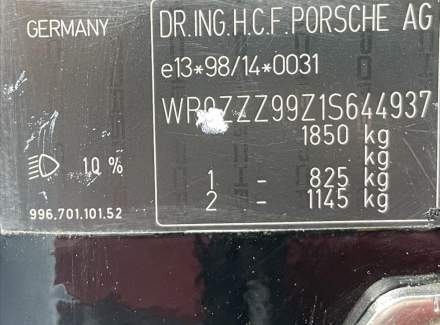 GERMANY
DR.ING.H.C.F.PORSCHE AG
e13*98/14*0031
WP0ZZZ99Z1S644937
1850 kg
kg
10 %
1 - 825 kg
2 - 1145 kg
996.701.101.52